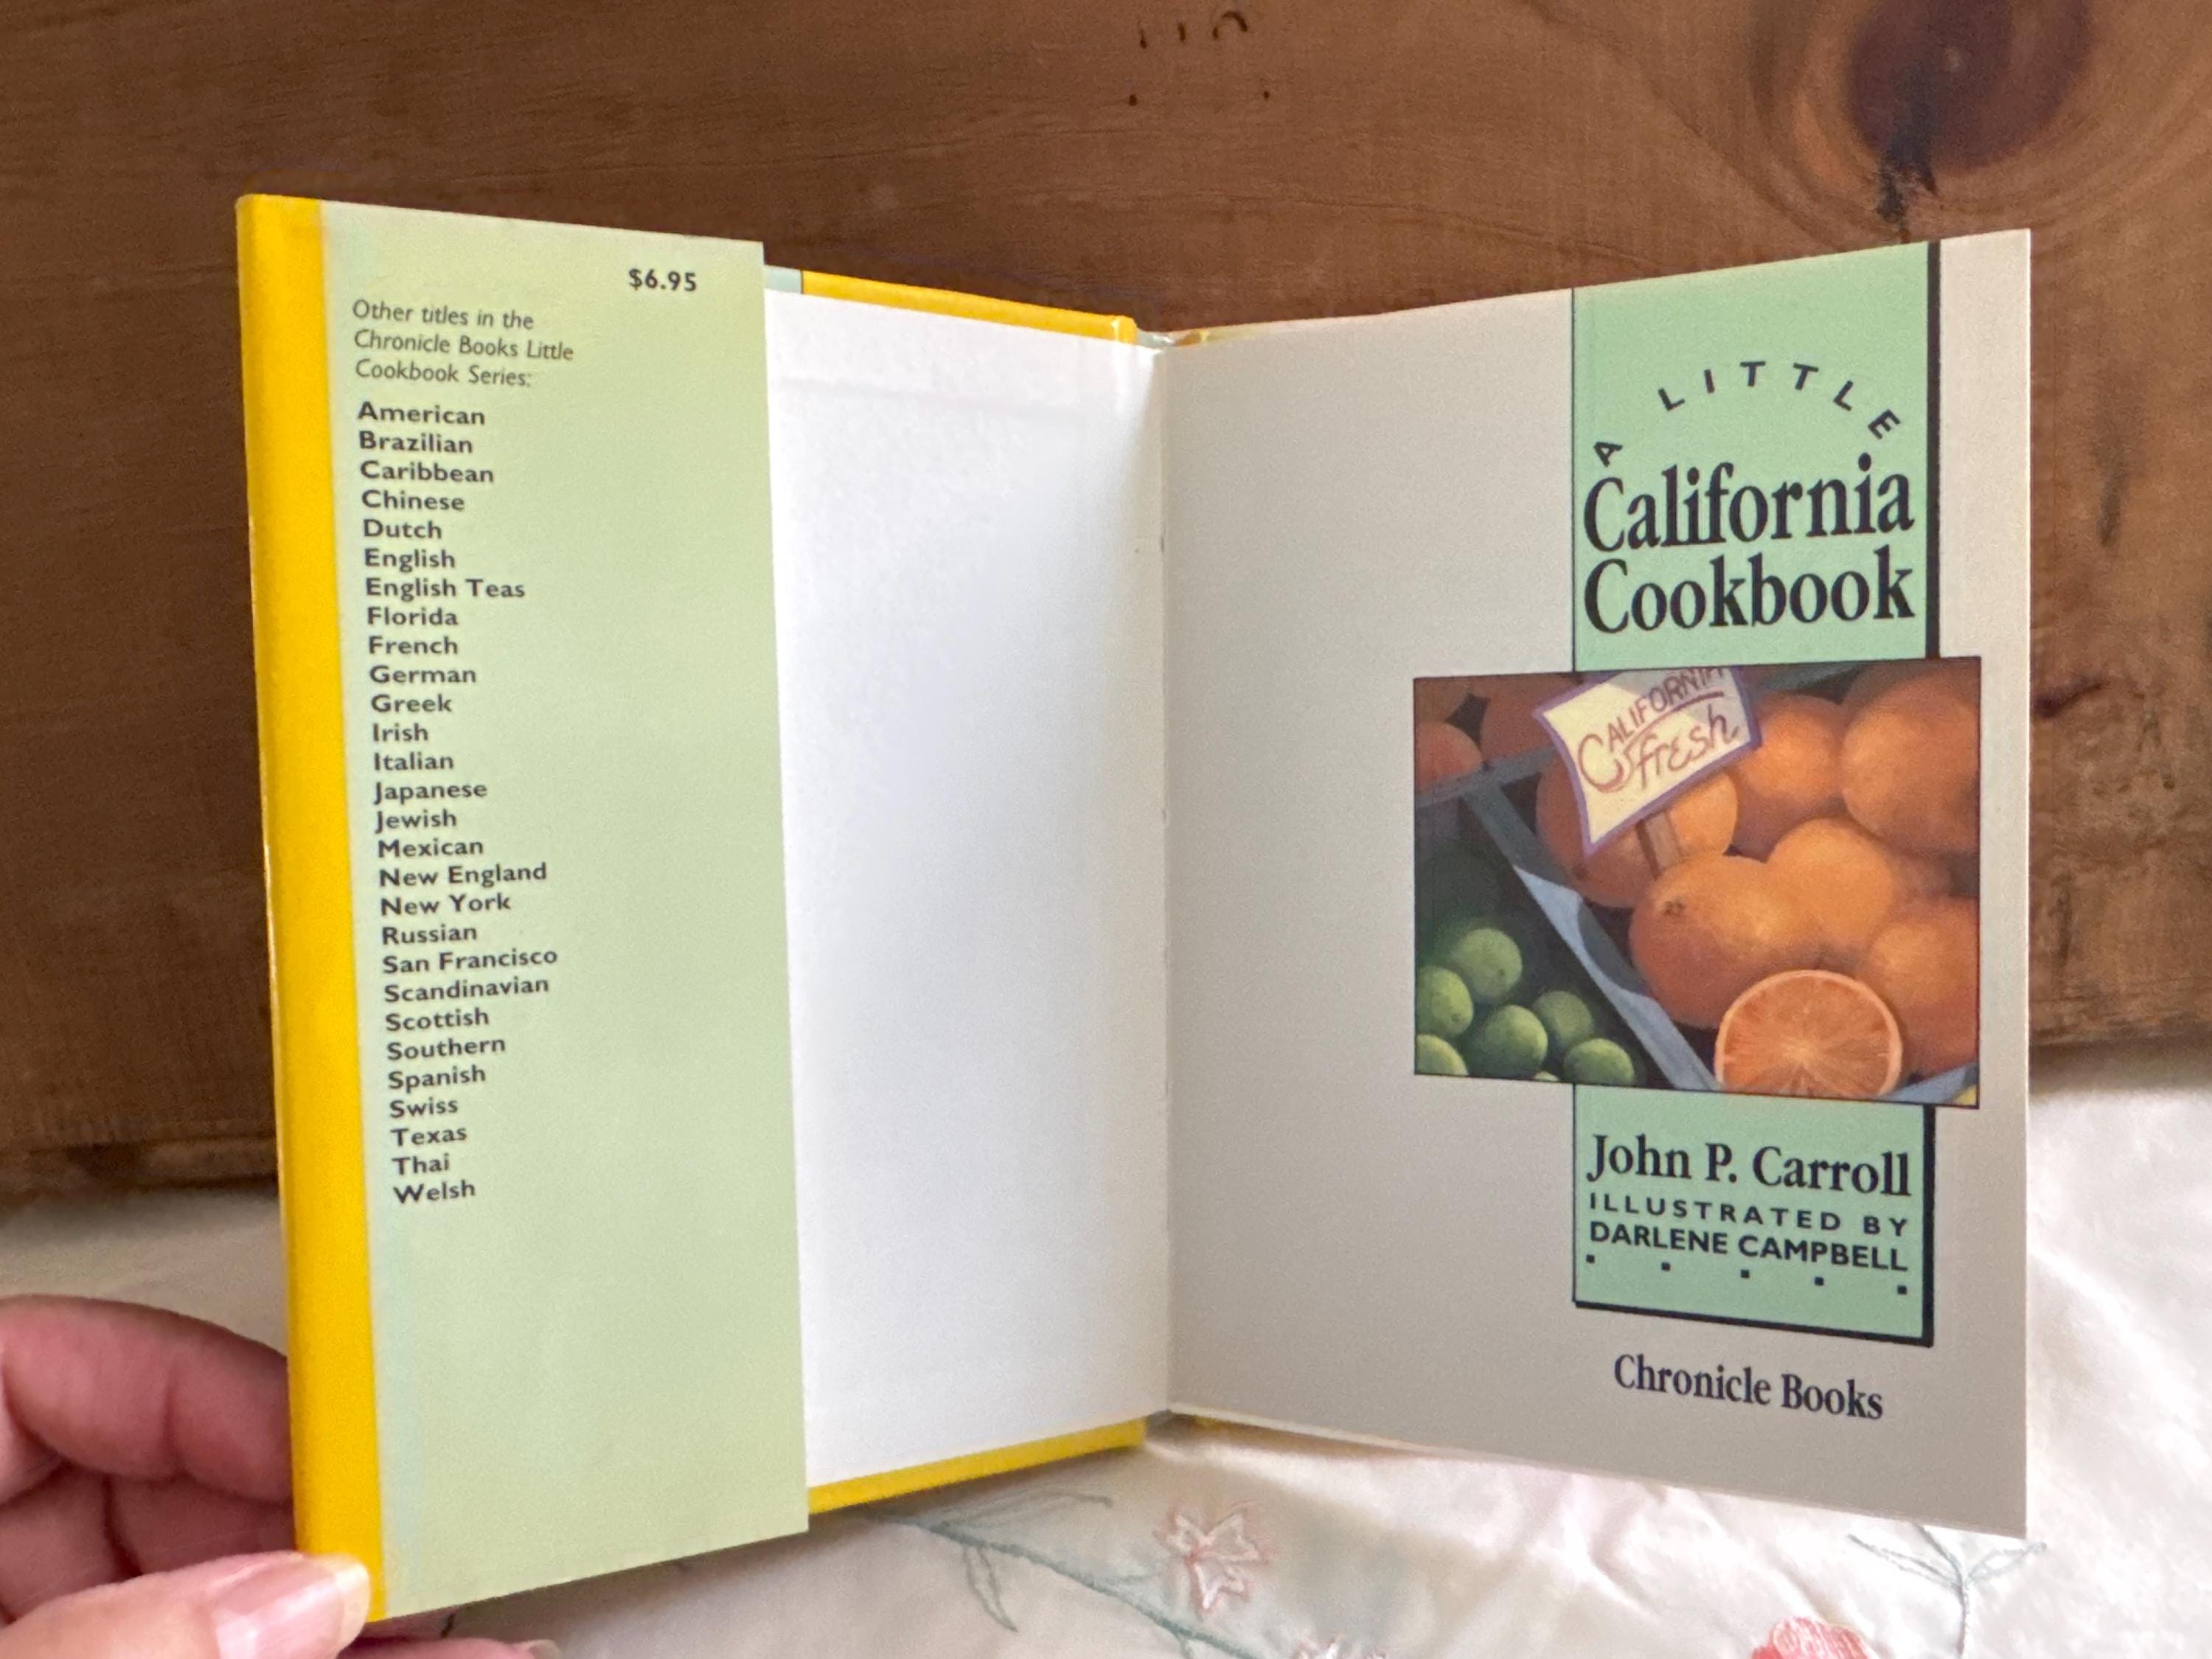 $6.95
Other titles in the
Chronicle Books Little
Cookbook Series:
American
Brazilian
Caribbean
Chinese
Dutch
English
English Teas
Florida
French
German
Greek
Irish
Italian
Japanese
Jewish
Mexican
New England
New York
Russian
San Francisco
Scandinavian
Scottish
Southern
Spanish
Swiss
Texas
Thai
Welsh
A LITTLE
California
Cookbook
CALIFORNIA
fresh.
John P. Carroll
ILLUSTRATED BY
DARLENE CAMPBELL
Chronicle Books